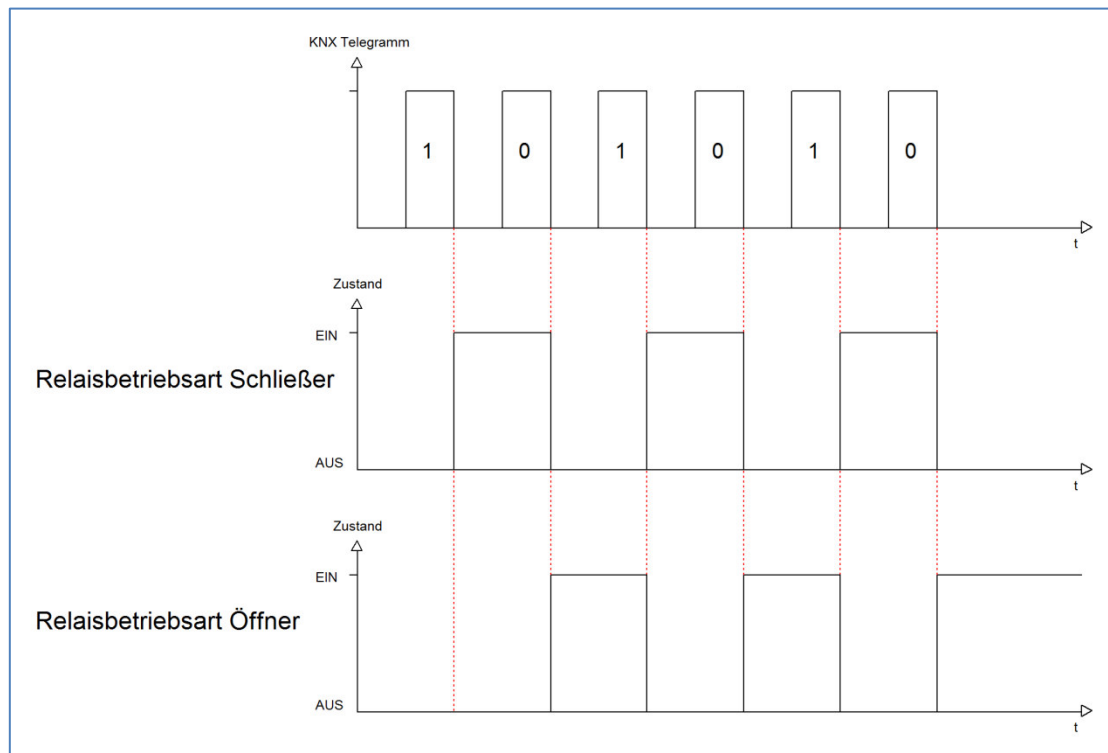 KNX Telegramm
1 0 1 0 1 0
t
Zustand
EIN
Relaisbetriebsart Schließer
AUS
t
Zustand
EIN
Relaisbetriebsart Öffner
AUS
t